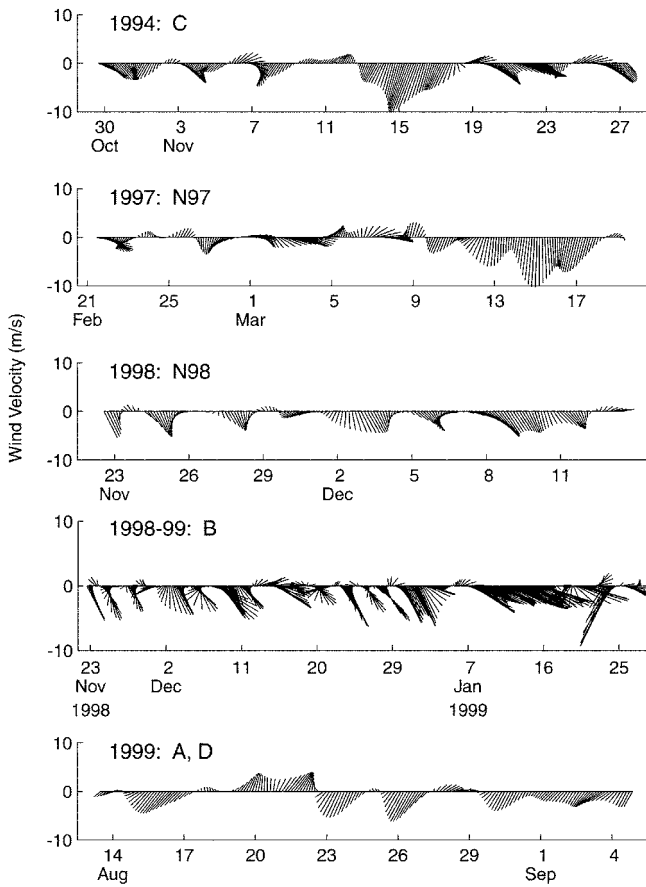 10
1994: C
0
-10
30 3 7 11 15 19 23 27
Oct Nov
10
1997: N97
0
-10
21 25 1 5 9 13 17
Feb Mar
Wind Velocity (m/s)
10
1998: N98
0
-10
23 26 29 2 5 8 11
Nov Dec
10
1998-99: B
0
-10
23 2 11 20 29 7 16 25
Nov Dec Jan
1998 1999
10
1999: A, D
0
-10
14 17 20 23 26 29 1 4
Aug Sep